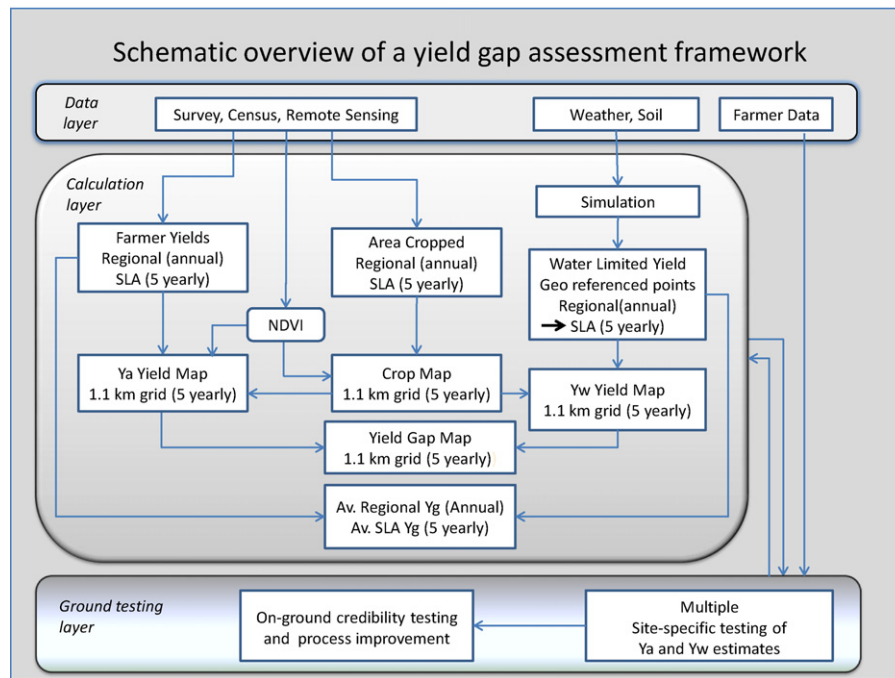 Schematic overview of a yield gap assessment framework
Data
layer
Survey, Census, Remote Sensing
Weather, Soil
Farmer Data
Calculation
layer
Simulation
Farmer Yields
Regional (annual)
SLA (5 yearly)
Area Cropped
Regional (annual)
SLA (5 yearly)
Water Limited Yield
Geo referenced points
Regional(annual)
→ SLA (5 yearly)
NDVI
Ya Yield Map
1.1 km grid (5 yearly)
Crop Map
1.1 km grid (5 yearly)
Yw Yield Map
1.1 km grid (5 yearly)
Yield Gap Map
1.1 km grid (5 yearly)
Av. Regional Yg (Annual)
Av. SLA Yg (5 yearly)
Ground testing
layer
On-ground credibility testing
and process improvement
Multiple
Site-specific testing of
Ya and Yw estimates